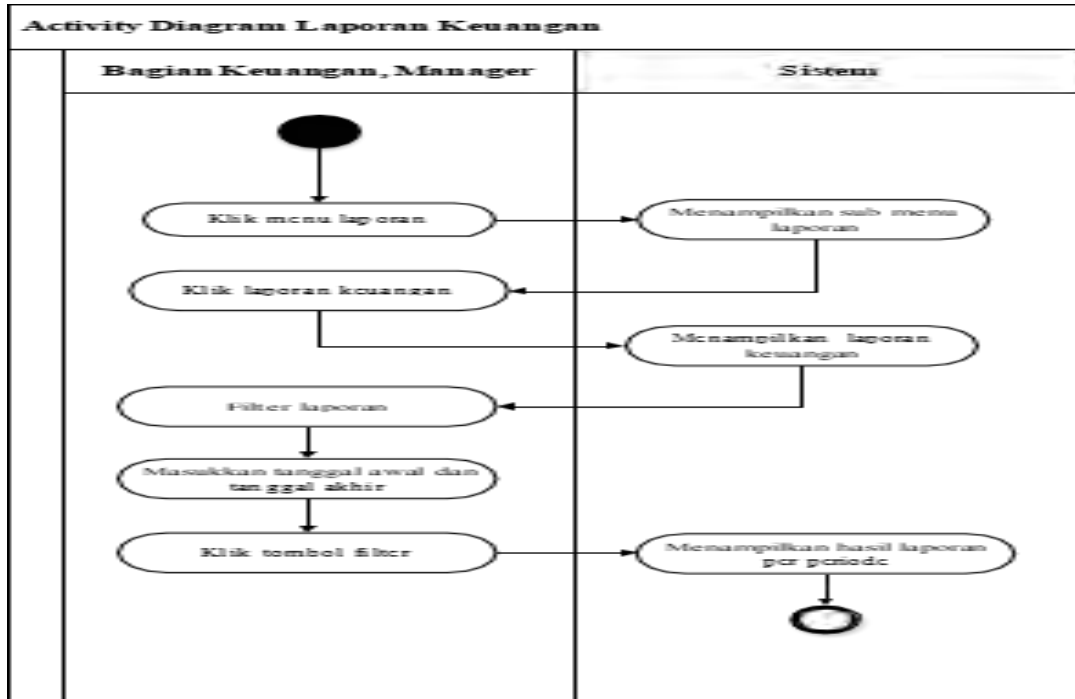 Activity Diagram Laporan Keuangan
Bagian Keuangan, Manager
Sistem
Klik menu laporan
Menampilkan sub menu
laporan
Klik laporan keuangan
Menampilkan laporan
keuangan
Filter laporan
Masukkan tanggal awal dan
tanggal akhir
Klik tombol filter
Menampilkan hasil laporan
per periode